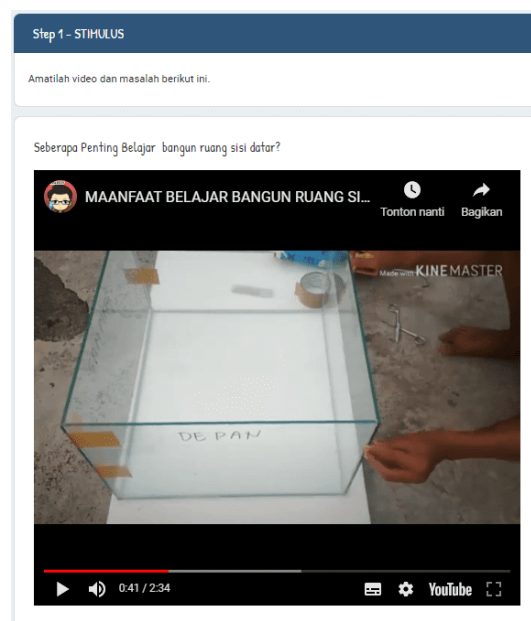 Step 1 - STIMULUS
Amatilah video dan masalah berikut ini.
Seberapa Penting Belajar bangun ruang sisi datar?
MAANFAAT BELAJAR BANGUN RUANG SI...
Tonton nanti
Bagikan
Made with KINEMASTER
DEPAN
0:41 / 2:34
YouTube